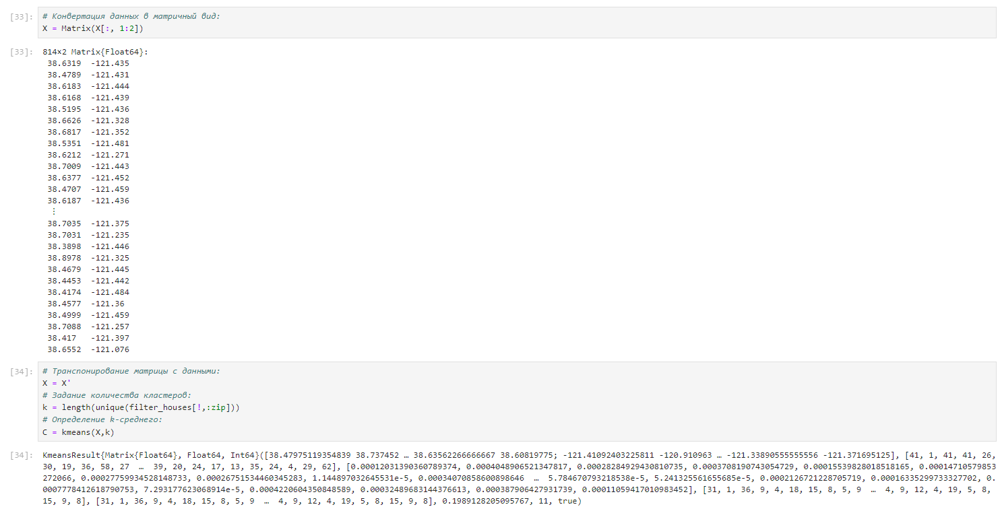 [33]: # Конвертация данных в матричный вид:
X = Matrix(X[:, 1:2])
[33]: 814×2 Matrix{Float64}:
38.6319 -121.435
38.4789 -121.431
38.6183 -121.444
38.6168 -121.439
38.5195 -121.436
38.6626 -121.328
38.6817 -121.352
38.5351 -121.481
38.6212 -121.271
38.7009 -121.443
38.6377 -121.452
38.4707 -121.459
38.6187 -121.436
⋮
38.7035 -121.375
38.7031 -121.235
38.3898 -121.446
38.8978 -121.325
38.4679 -121.445
38.4453 -121.442
38.4174 -121.484
38.4577 -121.36
38.4999 -121.459
38.7088 -121.257
38.417 -121.397
38.6552 -121.076
[34]: # Транспонирование матрицы с данными:
X = X'
# Задание количества кластеров:
k = length(unique(filter_houses[!,:zip]))
# Определение k-среднего:
C = kmeans(X,k)
[34]: KmeansResult{Matrix{Float64}, Float64, Int64}([38.47975119354839 38.737452 … 38.63562266666667 38.60819775; -121.41092403225811 -120.910963 … -121.33890555555556 -121.371695125], [41, 1, 41, 41, 26,
30, 19, 36, 58, 27 … 39, 20, 24, 17, 13, 35, 24, 4, 29, 62], [0.00012031390360789374, 0.0004048906521347817, 0.00028284929430810735, 0.0003708190743054729, 0.00015539828018518165, 0.00014710579853
272066, 0.00027759934528148733, 0.00026751534460345283, 1.144897032645531e-5, 0.00034070858600898646 … 5.784670793218538e-5, 5.241325561655685e-5, 0.0002126721228705719, 0.00016335299733327702, 0.
00077778412618790753, 7.293177623068914e-5, 0.0004220604350848589, 0.00032489683144376613, 0.000387906427931739, 0.00011059417010983452], [31, 1, 36, 9, 4, 18, 15, 8, 5, 9 … 4, 9, 12, 4, 19, 5, 8,
15, 9, 8], [31, 1, 36, 9, 4, 18, 15, 8, 5, 9 … 4, 9, 12, 4, 19, 5, 8, 15, 9, 8], 0.1989128205095767, 11, true)